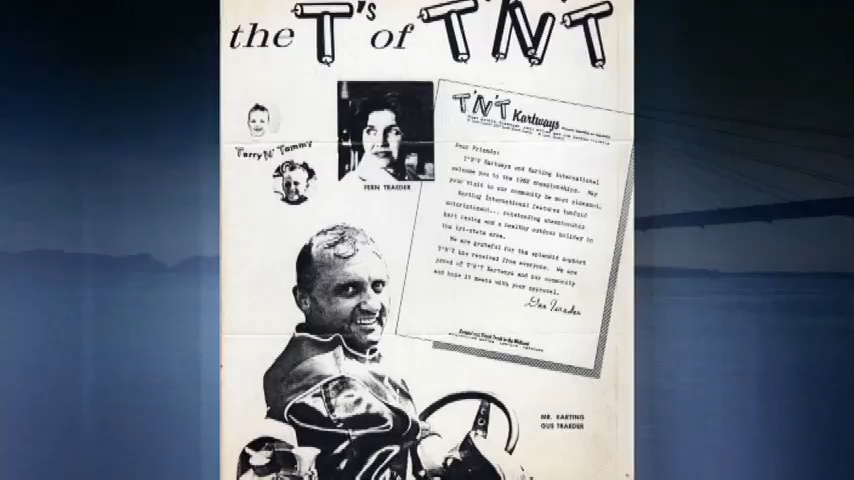 the T's of TNT
Terry N' Tammy
FERN TRAEDER
T'N'T Kartways
Dear Friends:
T'N'T Kartways and Karting International
welcome you to the 1962 championships. May
your visit to our community be most pleasant.
Karting International features tenfold
entertainment... outstanding championship
kart racing and a healthy outdoor holiday in
the tri-state area.
We are grateful for the splendid support
T'N'T has received from everyone. We are
proud of T'N'T Kartways and our community
and hope it meets with your approval.
Gus Traeder
MR. KARTING
GUS TRAEDER